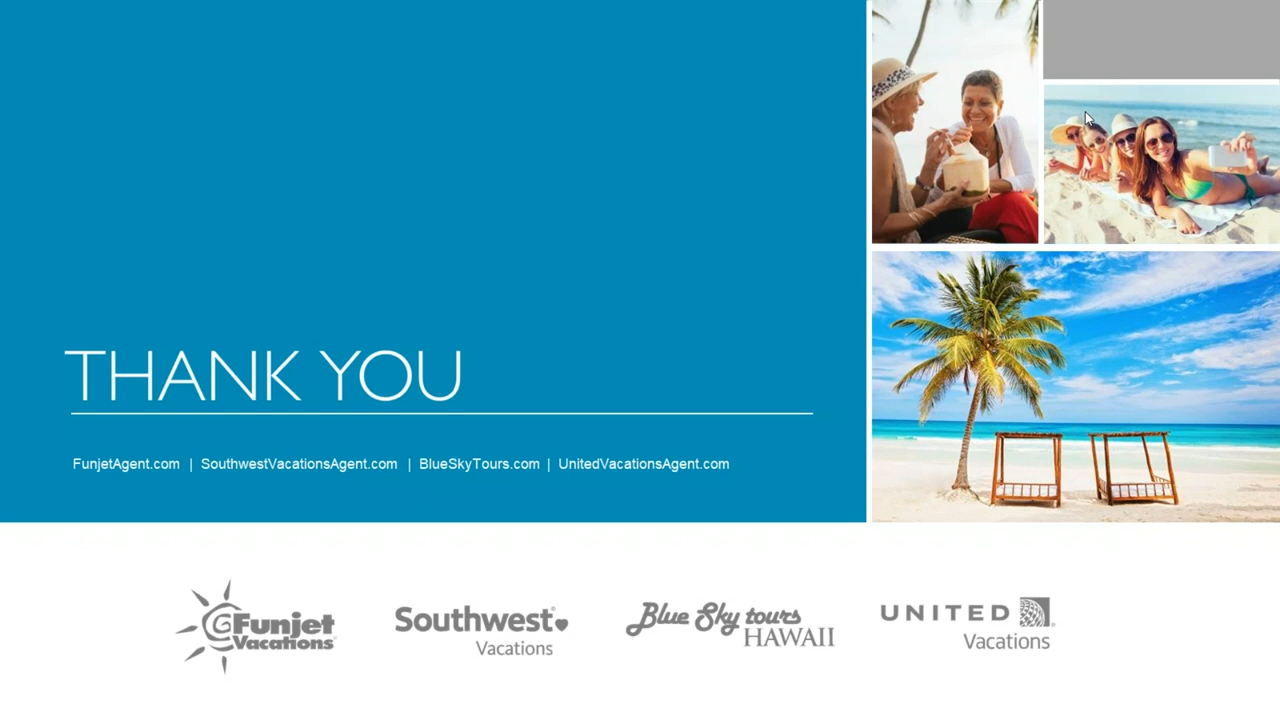 THANK YOU
FunjetAgent.com | SouthwestVacationsAgent.com | BlueSkyTours.com | UnitedVacationsAgent.com
Funjet
Vacations®
Southwest®
Vacations
Blue Sky tours
HAWAII
UNITED
Vacations